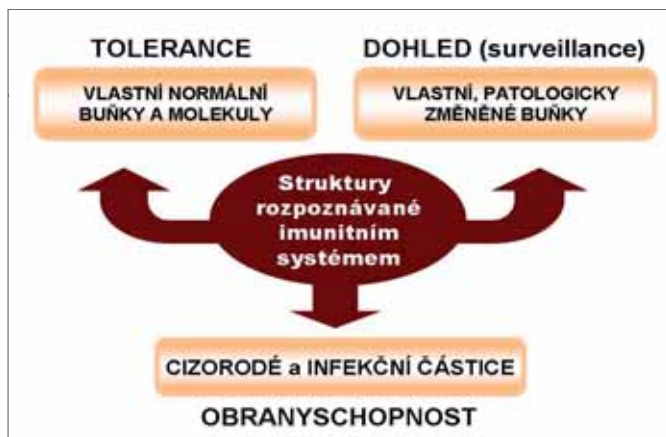 TOLERANCE
VLASTNÍ NORMÁLNÍ
BUŇKY A MOLEKULY
DOHLED (surveillance)
VLASTNÍ, PATOLOGICKY
ZMĚNĚNÉ BUŇKY
Struktury
rozpoznávané
imunitním
systémem
CIZORODÉ a INFEKČNÍ ČÁSTICE
OBRANYSCHOPNOST